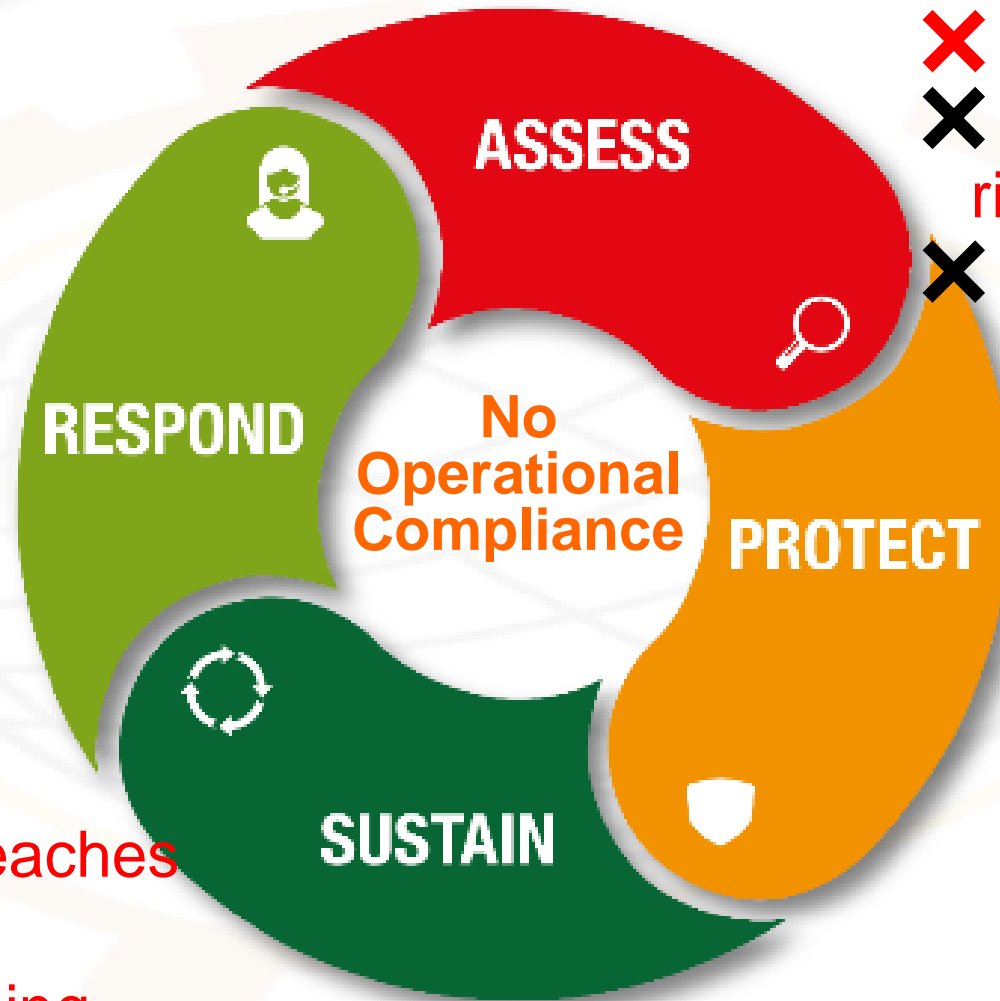 ASSESS
RESPOND
No
Operational
Compliance
PROTECT
SUSTAIN